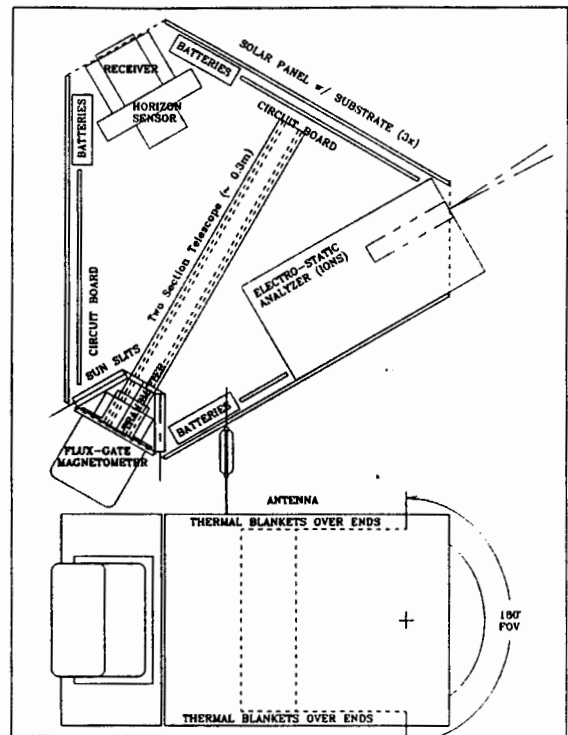 RECEIVER
HORIZON
SENSOR
BATTERIES
BATTERIES
SOLAR PANEL w/ SUBSTRATE (3x)
CIRCUIT BOARD
Two Section Telescope (~ 0.3m)
ELECTRO-STATIC
ANALYZER (IONS)
CIRCUIT BOARD
SUN SLITS
TRANSMITTER
FLUX-GATE
MAGNETOMETER
BATTERIES
ANTENNA
THERMAL BLANKETS OVER ENDS
180°
FOV
THERMAL BLANKETS OVER ENDS